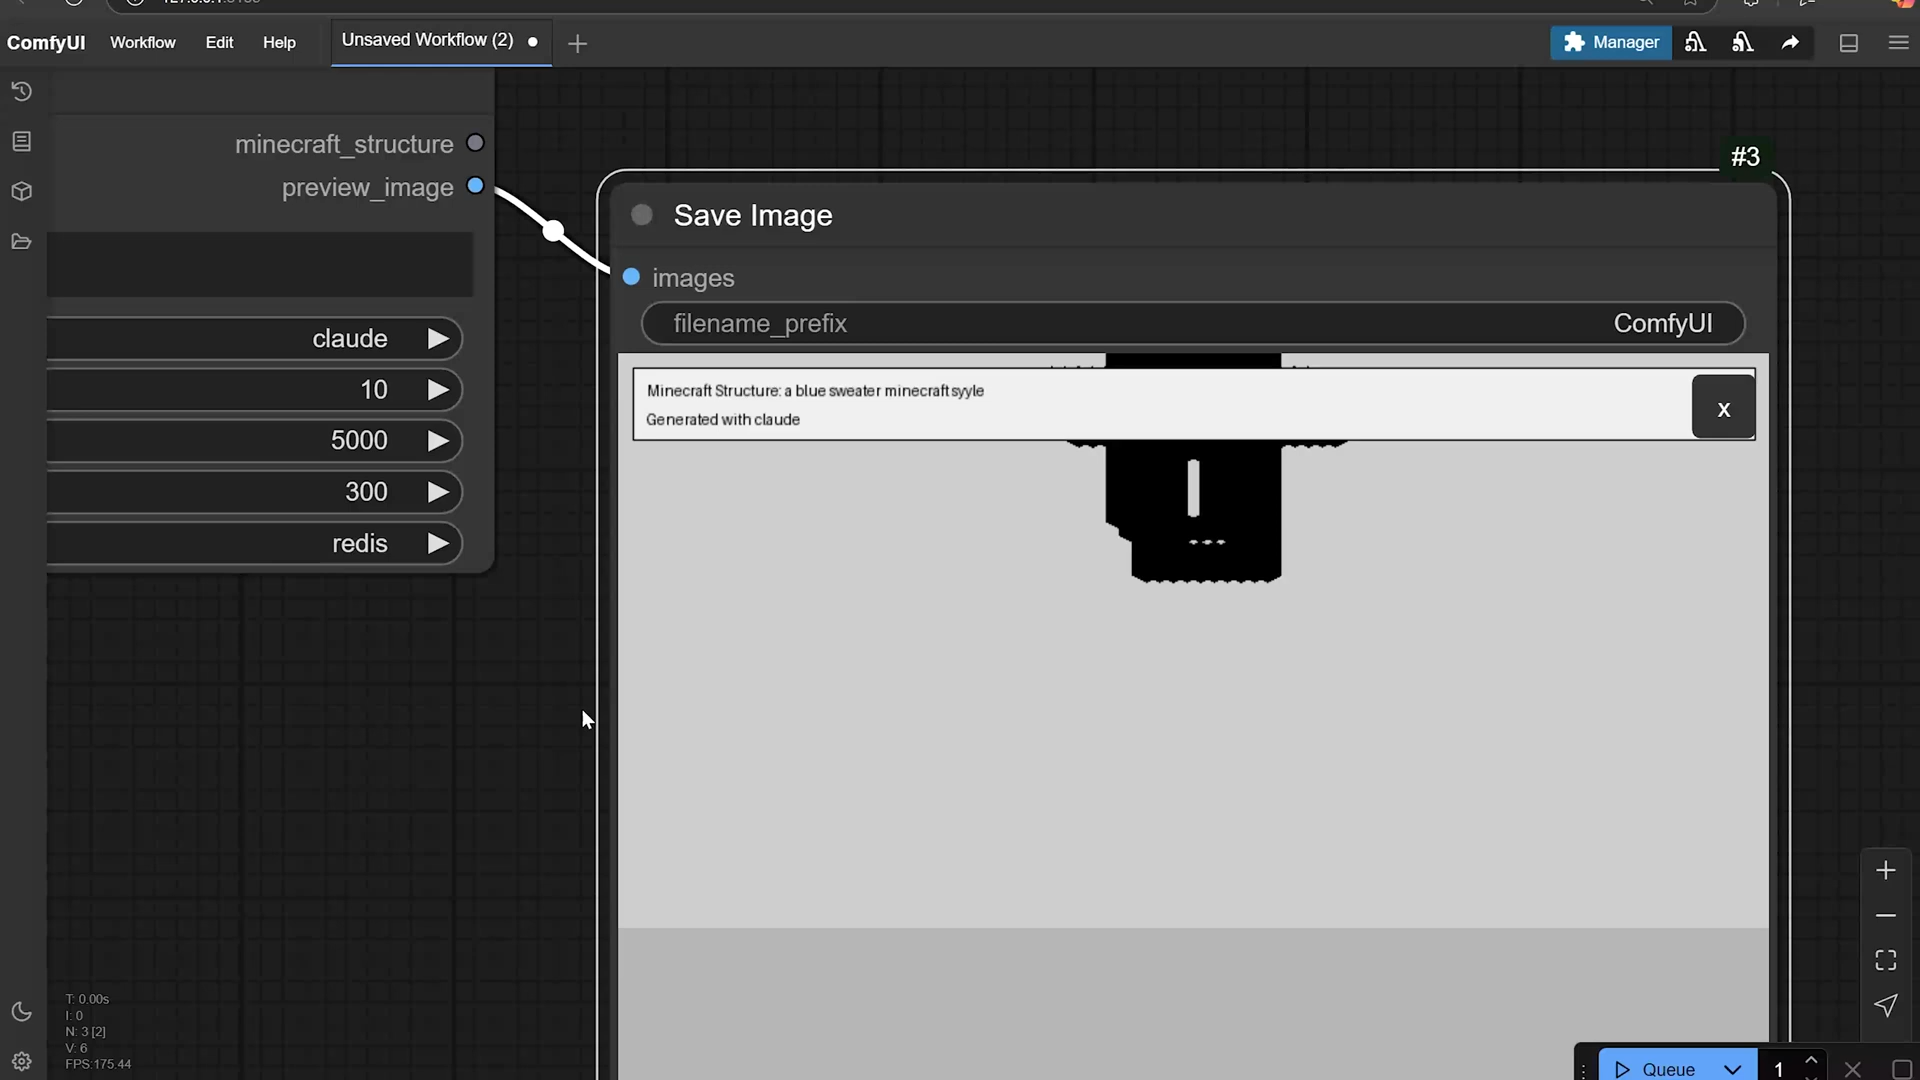 ComfyUI Workflow Edit Help Unsaved Workflow (2) Manager
minecraft_structure
preview_image
claude
10
5000
300
redis
#3
Save Image
images
filename_prefix ComfyUI
Minecraft Structure: a blue sweater minecraft syyle
Generated with claude
X
T: 0.00s
I: 0
N: 3 [2]
V: 6
FPS:175.44
Queue 1